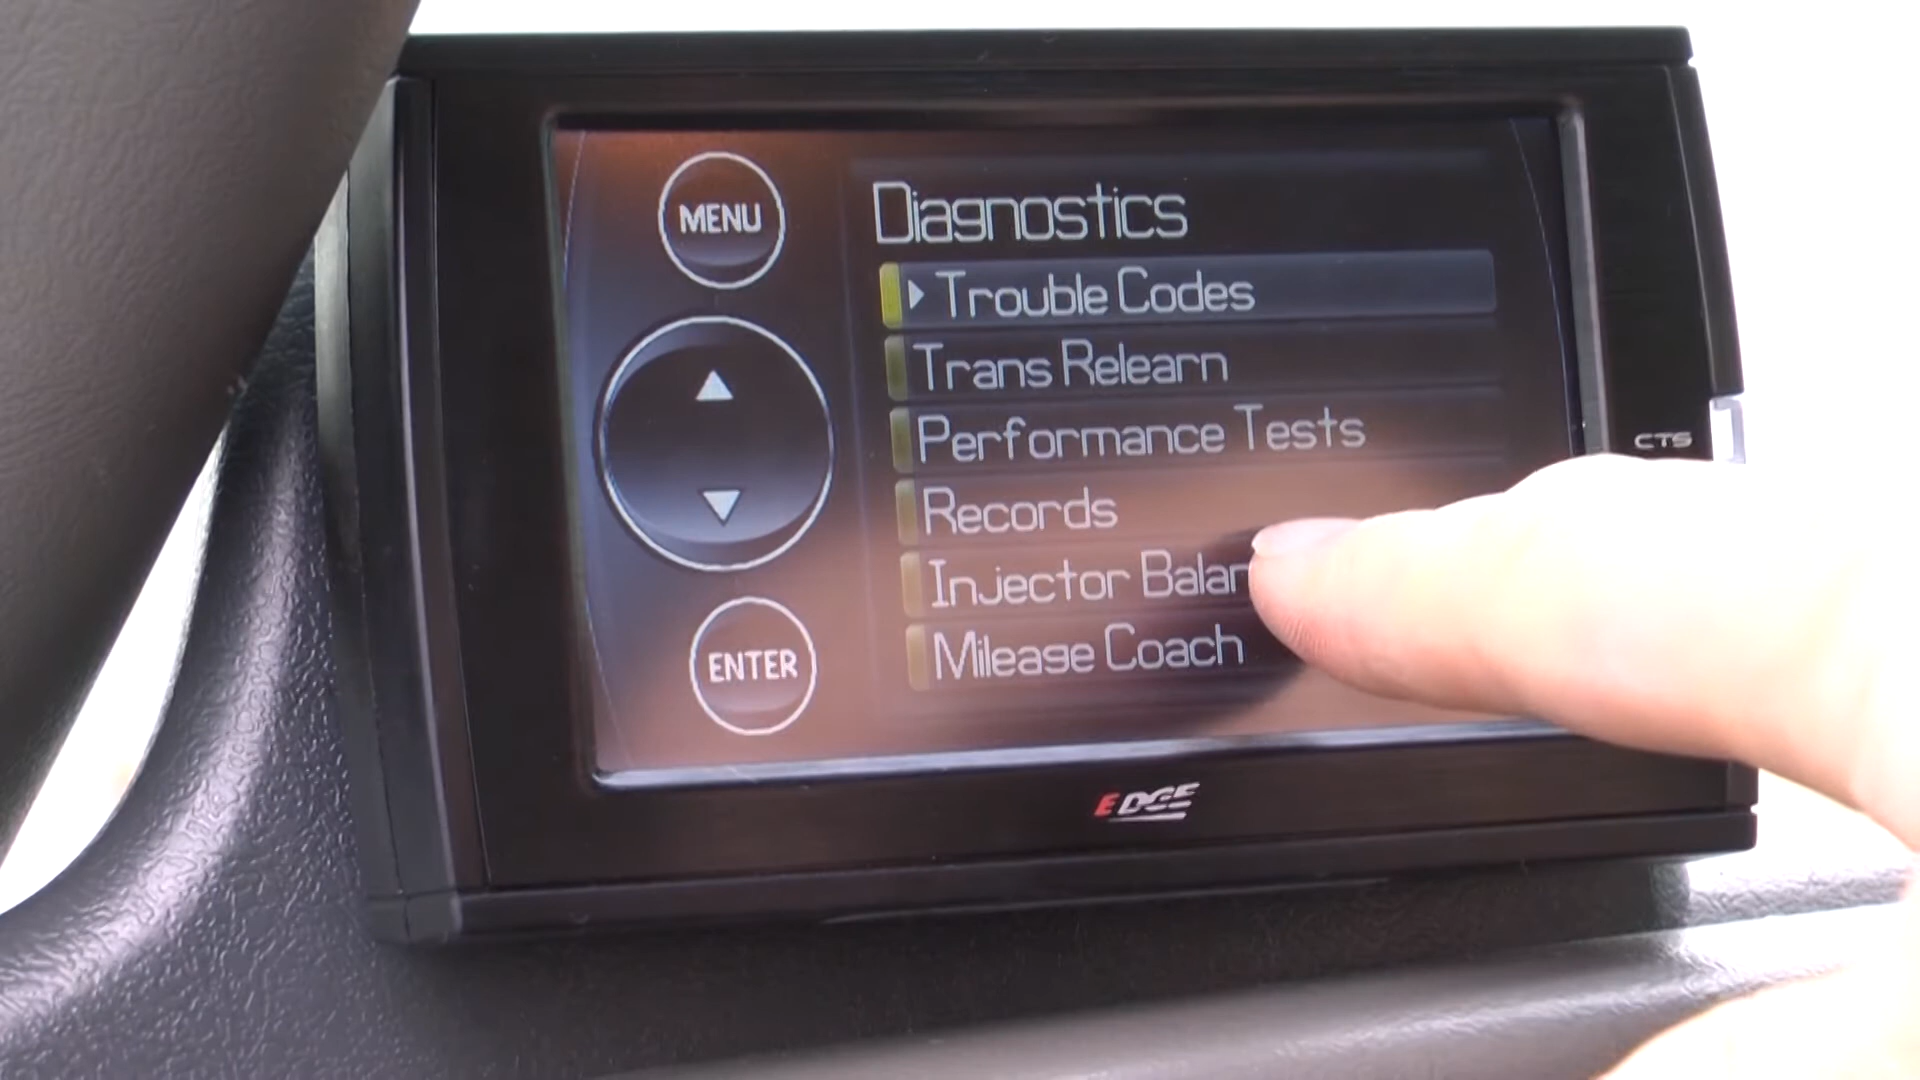 MENU
Diagnostics
Trouble Codes
Trans Relearn
Performance Tests
CTS
Records
Injector Balan
Mileage Coach
ENTER
EDGE